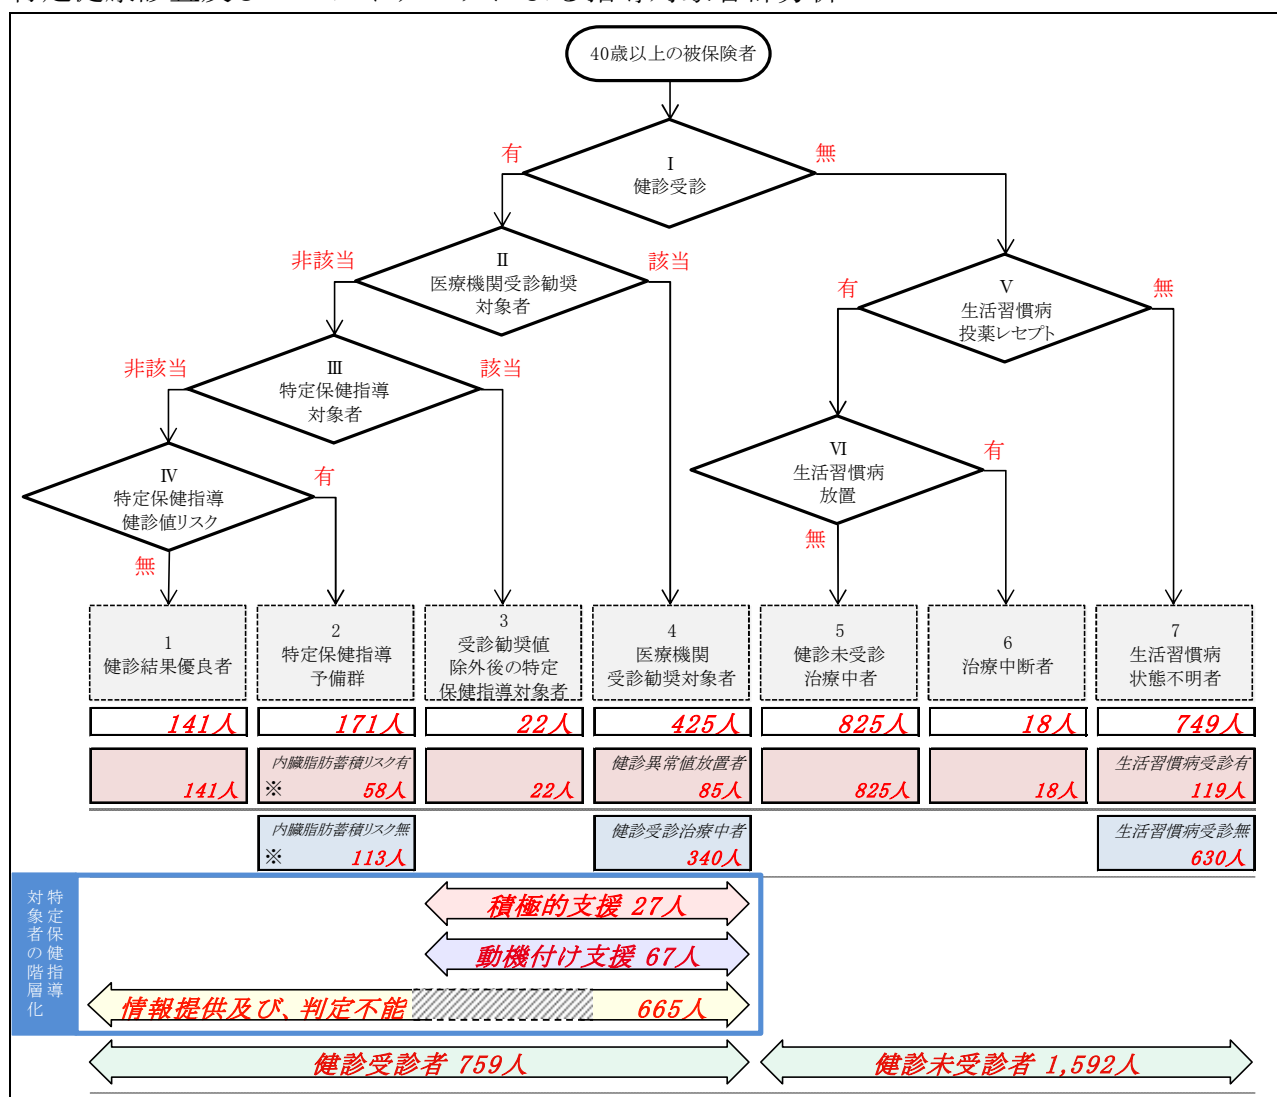 40歳以上の被保険者
Ⅰ
健診受診
有
無
Ⅱ
医療機関受診勧奨
対象者
非該当
該当
Ⅴ
生活習慣病
投薬レセプト
有
無
Ⅲ
特定保健指導
対象者
非該当
該当
Ⅵ
生活習慣病
放置
有
無
Ⅳ
特定保健指導
健診値リスク
有
無
1
健診結果優良者
2
特定保健指導
予備群
3
受診勧奨値
除外後の特定
保健指導対象者
4
医療機関
受診勧奨対象者
5
健診未受診
治療中者
6
治療中断者
7
生活習慣病
状態不明者
141人
171人
22人
425人
825人
18人
749人
141人
内臓脂肪蓄積リスク有
※ 58人
22人
健診異常値放置者
85人
825人
18人
生活習慣病受診有
119人
内臓脂肪蓄積リスク無
※ 113人
健診受診治療中者
340人
生活習慣病受診無
630人
特定保健指導
対象者の階層化
積極的支援 27人
動機付け支援 67人
情報提供及び、判定不能 665人
健診受診者 759人
健診未受診者 1,592人